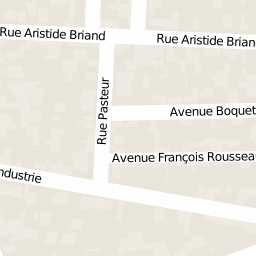 Rue Aristide Briand
Rue Aristide Brian
Rue Pasteur
Avenue Boquet
Avenue François Rousseau
ndustrie